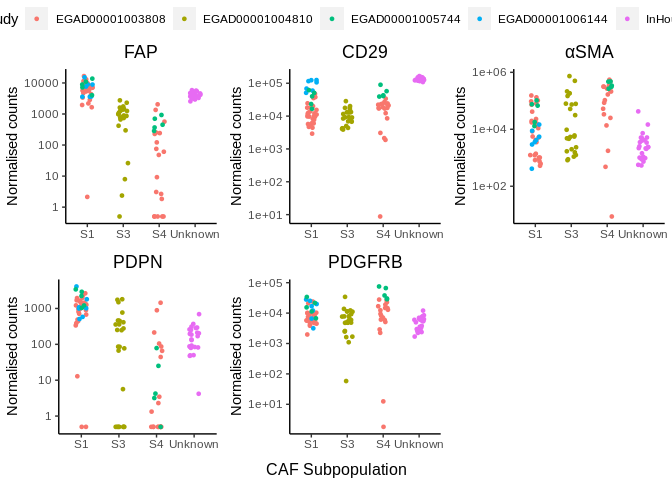 EGAD00001003808 EGAD00001004810 EGAD00001005744 EGAD00001006144
FAP CD29 αSMA
Normalised counts
10000
1000
100
10
1
S1 S3 S4 Unknown
Normalised counts
1e+05
1e+04
1e+03
1e+02
1e+01
S1 S3 S4 Unknown
Normalised counts
1e+06
1e+04
1e+02
S1 S3 S4 Unknown
PDPN PDGFRB
Normalised counts
1000
100
10
1
S1 S3 S4 Unknown
Normalised counts
1e+05
1e+04
1e+03
1e+02
1e+01
S1 S3 S4 Unknown
CAF Subpopulation